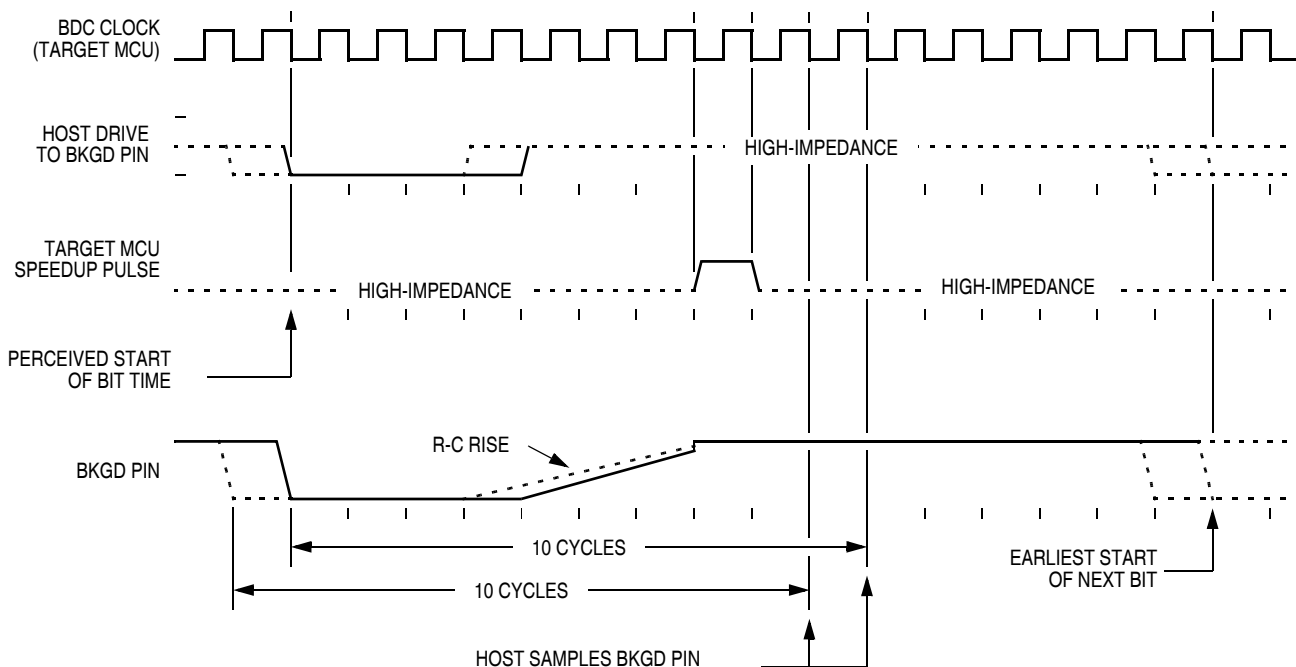 BDC CLOCK
(TARGET MCU)
HOST DRIVE
TO BKGD PIN
HIGH-IMPEDANCE
TARGET MCU
SPEEDUP PULSE
HIGH-IMPEDANCE
HIGH-IMPEDANCE
PERCEIVED START
OF BIT TIME
R-C RISE
BKGD PIN
10 CYCLES
EARLIEST START
OF NEXT BIT
10 CYCLES
HOST SAMPLES BKGD PIN